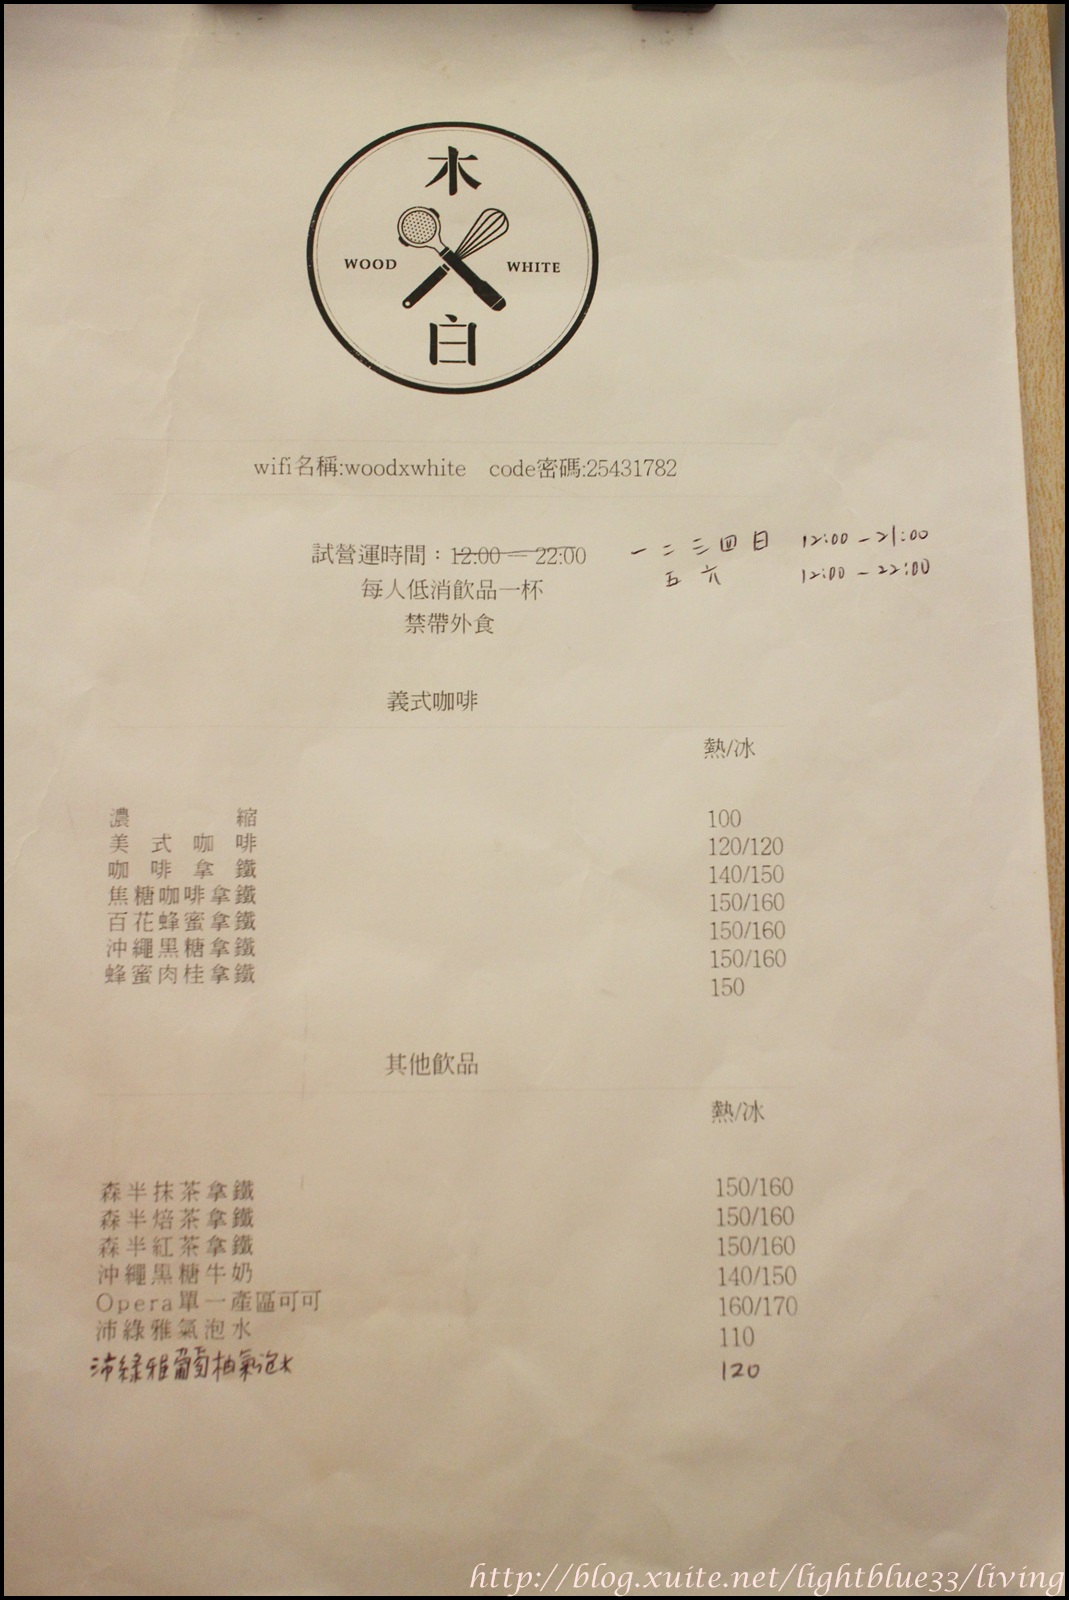 木
WOOD WHITE
白
wifi名稱:woodxwhite code密碼:25431782
試營運時間：12:00 — 22:00 一 二 三 四 日 12:00 - 21:00
五 六 12:00 - 22:00
每人低消飲品一杯
禁帶外食
義式咖啡
熱/冰
濃縮 100
美式咖啡 120/120
咖啡拿鐵 140/150
焦糖咖啡拿鐵 150/160
百花蜂蜜拿鐵 150/160
沖繩黑糖拿鐵 150/160
蜂蜜肉桂拿鐵 150
其他飲品
熱/冰
森半抹茶拿鐵 150/160
森半焙茶拿鐵 150/160
森半紅茶拿鐵 150/160
沖繩黑糖牛奶 140/150
Opera單一產區可可 160/170
沛綠雅氣泡水 110
沛綠雅葡萄柚氣泡水 120
http://blog.xuite.net/lightblue33/living